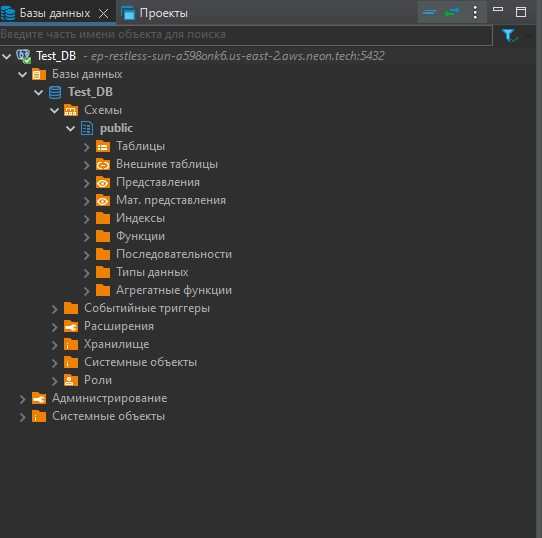 Базы данных Проекты
Введите часть имени объекта для поиска
Test_DB - ep-restless-sun-a598onk6.us-east-2.aws.neon.tech:5432
Базы данных
Test_DB
Схемы
public
Таблицы
Внешние таблицы
Представления
Мат. представления
Индексы
Функции
Последовательности
Типы данных
Агрегатные функции
Событийные триггеры
Расширения
Хранилище
Системные объекты
Роли
Администрирование
Системные объекты